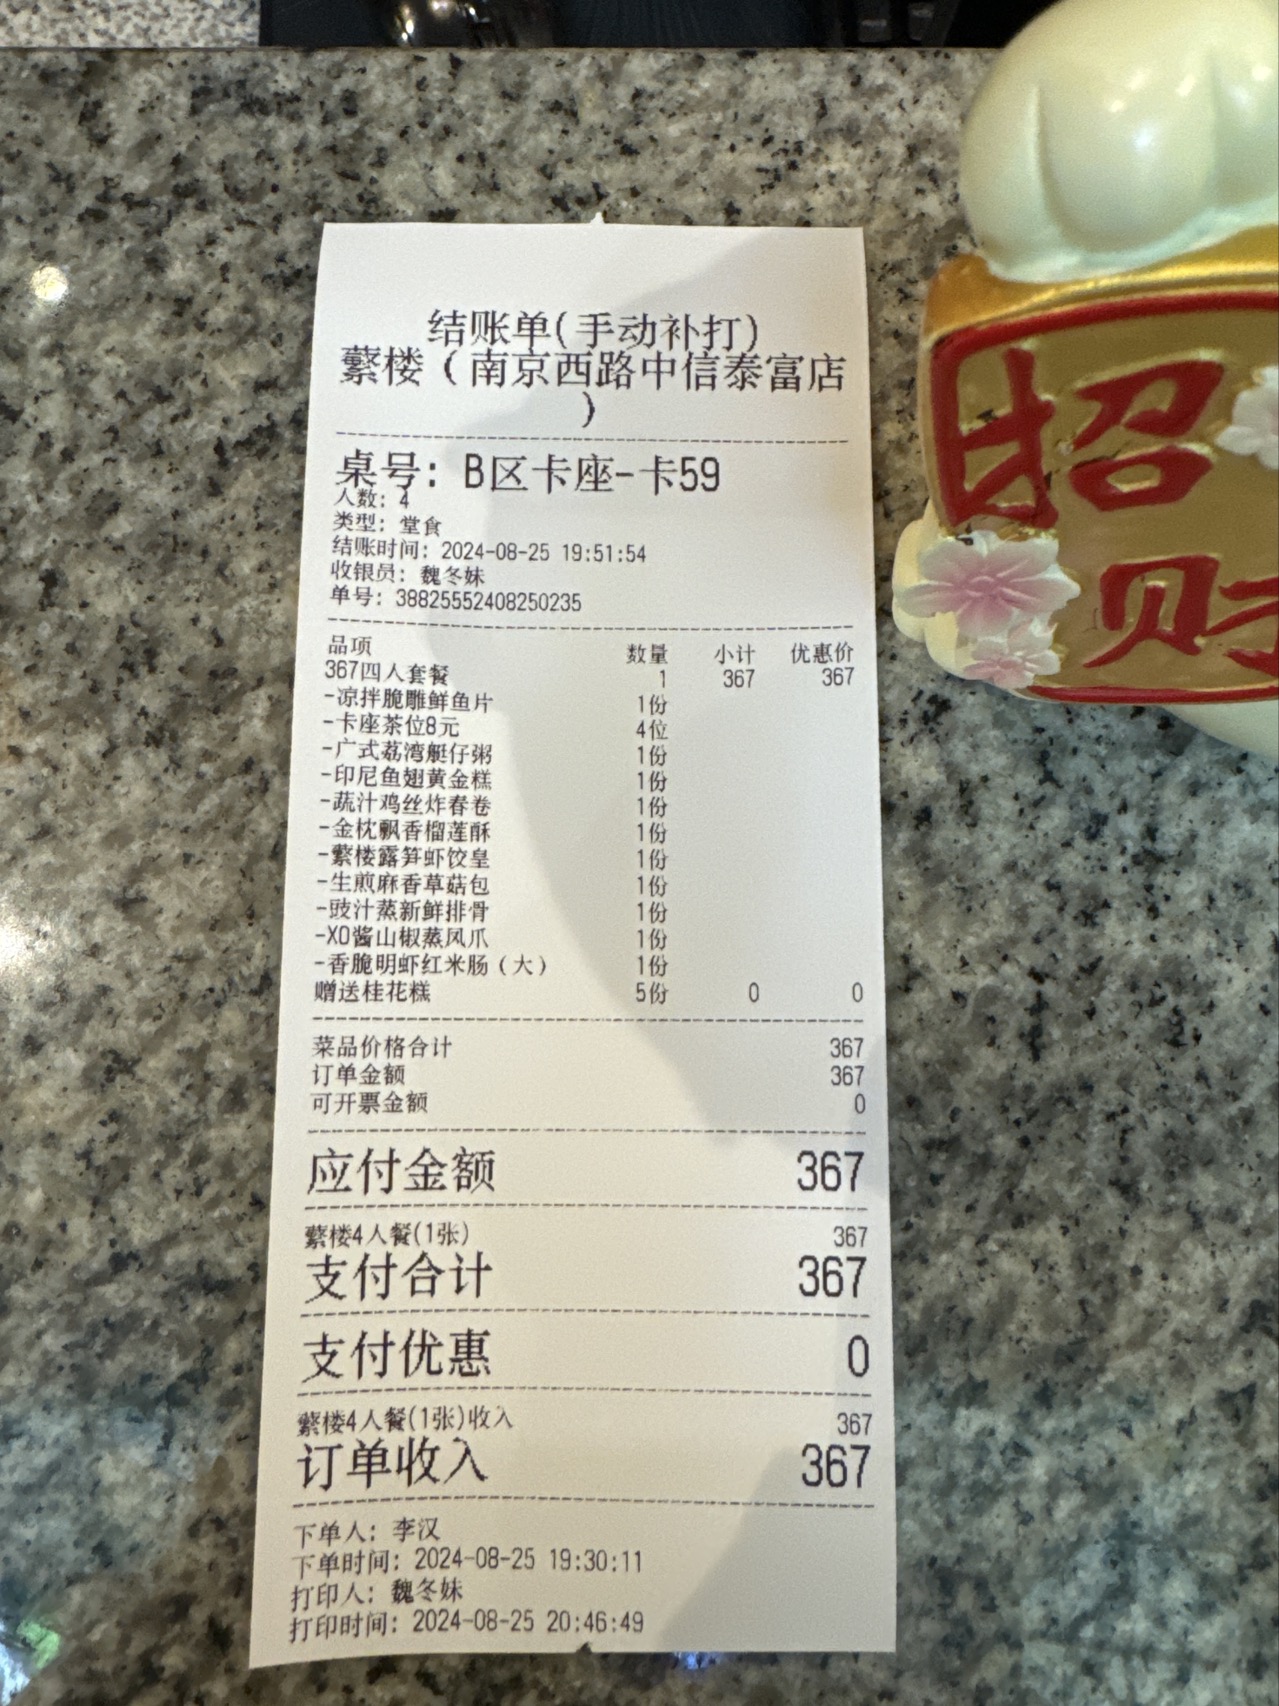 结账单(手动补打)
蘩楼（南京西路中信泰富店
）
桌号: B区卡座-卡59
人数: 4
类型: 堂食
结账时间: 2024-08-25 19:51:54
收银员: 魏冬妹
单号: 38825552408250235
品项 数量 小计 优惠价
367四人套餐 1 367 367
-凉拌脆雕鲜鱼片 1份
-卡座茶位8元 4位
-广式荔湾艇仔粥 1份
-印尼鱼翅黄金糕 1份
-蔬汁鸡丝炸春卷 1份
-金枕飘香榴莲酥 1份
-蘩楼露笋虾饺皇 1份
-生煎麻香草菇包 1份
-豉汁蒸新鲜排骨 1份
-XO酱山椒蒸凤爪 1份
-香脆明虾红米肠（大） 1份
赠送桂花糕 5份 0 0
菜品价格合计 367
订单金额 367
可开票金额 0
应付金额 367
蘩楼4人餐(1张) 367
支付合计 367
支付优惠 0
蘩楼4人餐(1张)收入 367
订单收入 367
下单人: 李汉
下单时间: 2024-08-25 19:30:11
打印人: 魏冬妹
打印时间: 2024-08-25 20:46:49
招
财